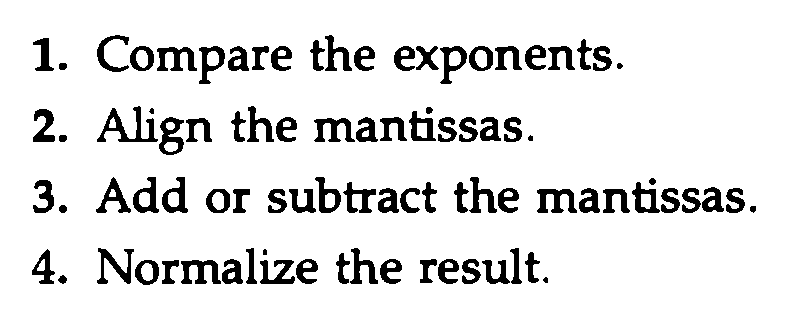 1. Compare the exponents.
2. Align the mantissas.
3. Add or subtract the mantissas.
4. Normalize the result.